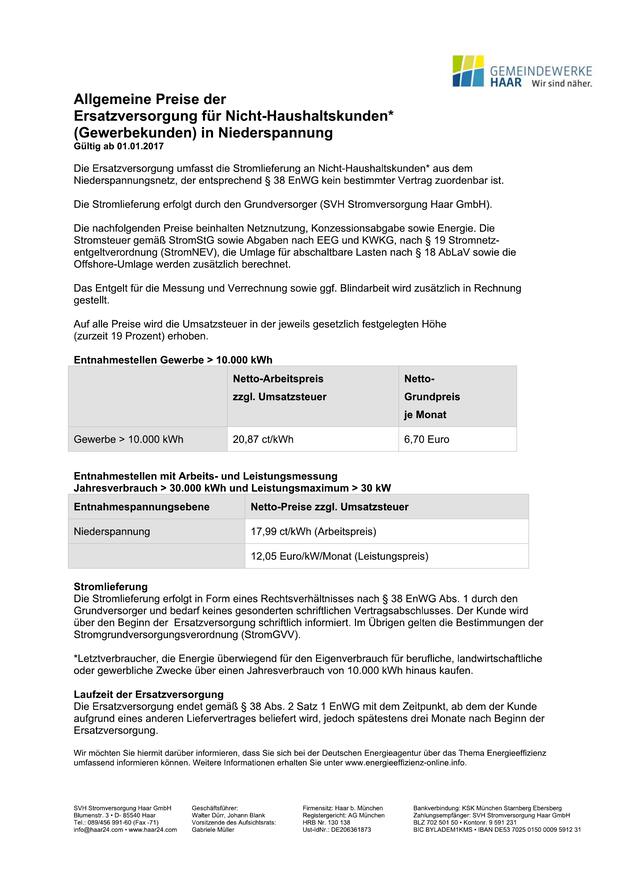 GEMEINDEWERKE
HAAR Wir sind näher.
Allgemeine Preise der
Ersatzversorgung für Nicht-Haushaltskunden*
(Gewerbekunden) in Niederspannung
Gültig ab 01.01.2017
Die Ersatzversorgung umfasst die Stromlieferung an Nicht-Haushaltskunden* aus dem
Niederspannungsnetz, der entsprechend § 38 EnWG kein bestimmter Vertrag zuordenbar ist.
Die Stromlieferung erfolgt durch den Grundversorger (SVH Stromversorgung Haar GmbH).
Die nachfolgenden Preise beinhalten Netznutzung, Konzessionsabgabe sowie Energie. Die
Stromsteuer gemäß StromStG sowie Abgaben nach EEG und KWKG, nach § 19 Stromnetz-
entgeltverordnung (StromNEV), die Umlage für abschaltbare Lasten nach § 18 AbLaV sowie die
Offshore-Umlage werden zusätzlich berechnet.
Das Entgelt für die Messung und Verrechnung sowie ggf. Blindarbeit wird zusätzlich in Rechnung
gestellt.
Auf alle Preise wird die Umsatzsteuer in der jeweils gesetzlich festgelegten Höhe
(zurzeit 19 Prozent) erhoben.
Entnahmestellen Gewerbe > 10.000 kWh
Netto-Arbeitspreis
zzgl. Umsatzsteuer
Netto-
Grundpreis
je Monat
Gewerbe > 10.000 kWh 20,87 ct/kWh 6,70 Euro
Entnahmestellen mit Arbeits- und Leistungsmessung
Jahresverbrauch > 30.000 kWh und Leistungsmaximum > 30 kW
Entnahmespannungsebene Netto-Preise zzgl. Umsatzsteuer
Niederspannung 17,99 ct/kWh (Arbeitspreis)
12,05 Euro/kW/Monat (Leistungspreis)
Stromlieferung
Die Stromlieferung erfolgt in Form eines Rechtsverhältnisses nach § 38 EnWG Abs. 1 durch den
Grundversorger und bedarf keines gesonderten schriftlichen Vertragsabschlusses. Der Kunde wird
über den Beginn der Ersatzversorgung schriftlich informiert. Im Übrigen gelten die Bestimmungen der
Stromgrundversorgungsverordnung (StromGVV).
*Letztverbraucher, die Energie überwiegend für den Eigenverbrauch für berufliche, landwirtschaftliche
oder gewerbliche Zwecke über einen Jahresverbrauch von 10.000 kWh hinaus kaufen.
Laufzeit der Ersatzversorgung
Die Ersatzversorgung endet gemäß § 38 Abs. 2 Satz 1 EnWG mit dem Zeitpunkt, ab dem der Kunde
aufgrund eines anderen Liefervertrages beliefert wird, jedoch spätestens drei Monate nach Beginn der
Ersatzversorgung.
Wir möchten Sie hiermit darüber informieren, dass Sie sich bei der Deutschen Energieagentur über das Thema Energieeffizienz
umfassend informieren können. Weitere Informationen erhalten Sie unter www.energieeffizienz-online.info.
SVH Stromversorgung Haar GmbH
Blumenstr. 3 • D- 85540 Haar
Tel.: 089/456 991-60 (Fax -71)
info@haar24.com • www.haar24.com
Geschäftsführer:
Walter Dürr, Johann Blank
Vorsitzende des Aufsichtsrats:
Gabriele Müller
Firmensitz: Haar b. München
Registergericht: AG München
HRB Nr. 130 138
Ust-IdNr.: DE206361873
Bankverbindung: KSK München Starnberg Ebersberg
Zahlungsempfänger: SVH Stromversorgung Haar GmbH
BLZ 702 501 50 • Kontonr. 9 591 231
BIC BYLADEM1KMS • IBAN DE53 7025 0150 0009 5912 31